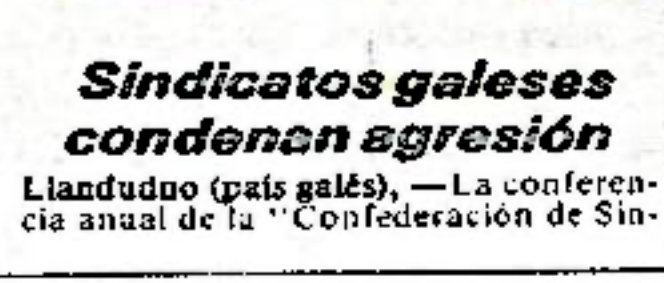 Sindicatos galeses
condenan agresión
Llandudno (país galés), — La conferen-
cia anual de la "Confederación de Sin-